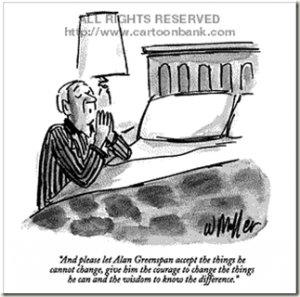 ALL RIGHTS RESERVED
http://www.cartoonbank.com
W. Miller
"And please let Alan Greenspan accept the things he
cannot change, give him the courage to change the things
he can and the wisdom to know the difference."